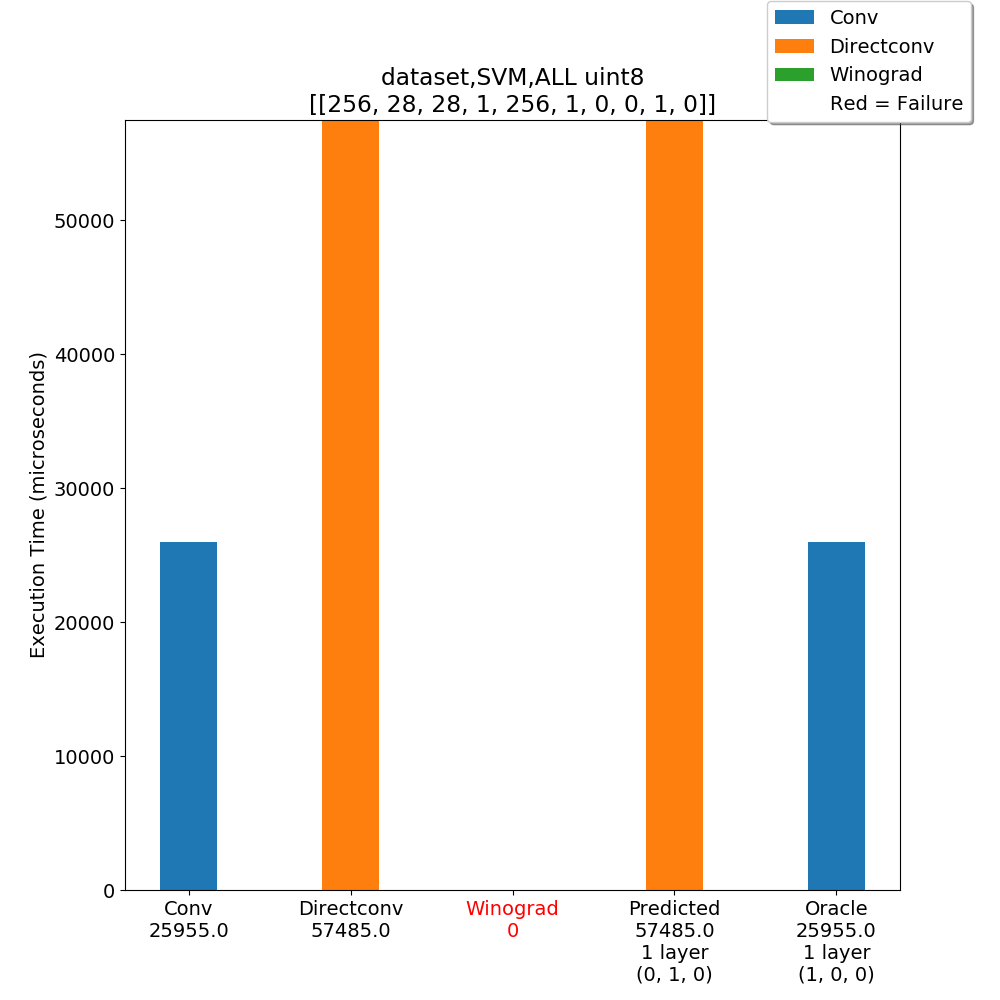 Conv
Directconv
Winograd
Red = Failure
dataset,SVM,ALL uint8
[[256, 28, 28, 1, 256, 1, 0, 0, 1, 0]]
Execution Time (microseconds)
50000
40000
30000
20000
10000
0
Conv
25955.0
Directconv
57485.0
Winograd
0
Predicted
57485.0
1 layer
(0, 1, 0)
Oracle
25955.0
1 layer
(1, 0, 0)